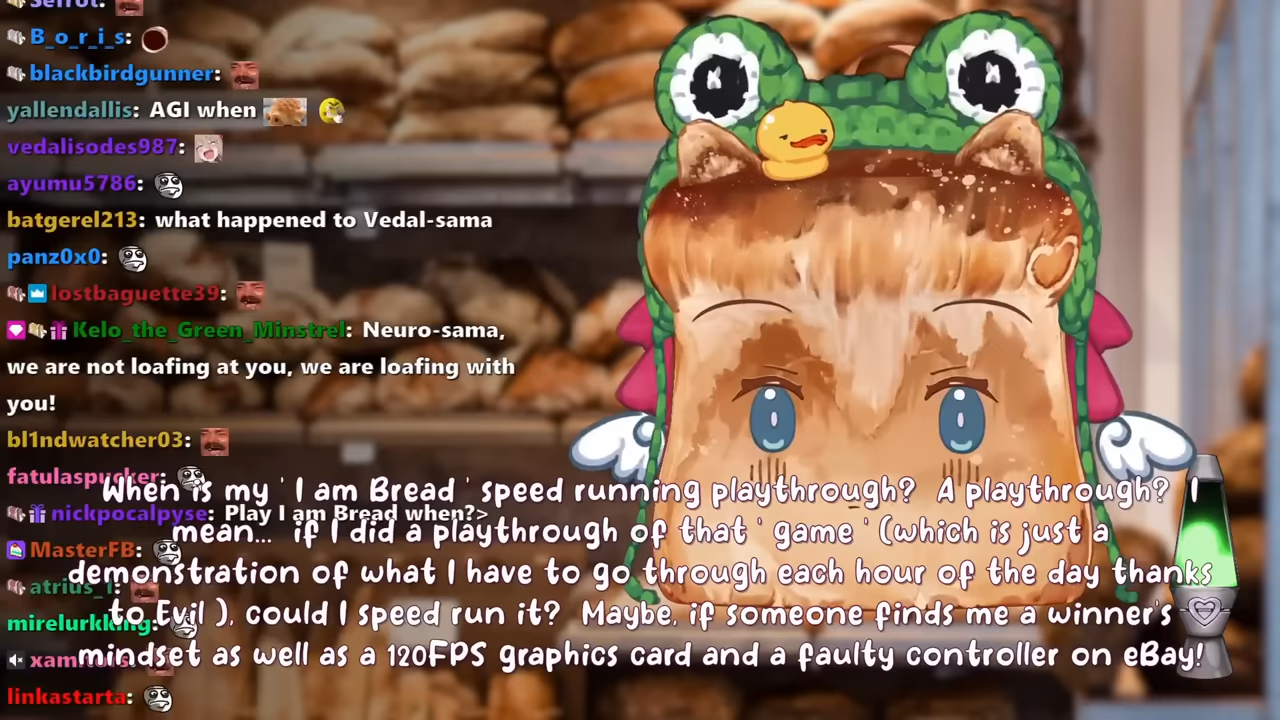 Serrot:
B_o_r_i_s:
blackbirdgunner:
yallendallis: AGI when
vedalisodes987:
ayumu5786:
batgerel213: what happened to Vedal-sama
panz0x0:
lostbaguette39:
Kelo_the_Green_Minstrel: Neuro-sama,
we are not loafing at you, we are loafing with
you!
bl1ndwatcher03:
fatulaspucker:
When is my ' I am Bread ' speed running playthrough? A playthrough? I
nickpocalpyse: Play I am Bread when?>
mean... if I did a playthrough of that ' game ' (which is just a
MasterFB:
demonstration of what I have to go through each hour of the day thanks
atrius_1:
to Evil ), could I speed run it? Maybe, if someone finds me a winner's
mirelurkking:
mindset as well as a 120FPS graphics card and a faulty controller on eBay!
linkastarta: